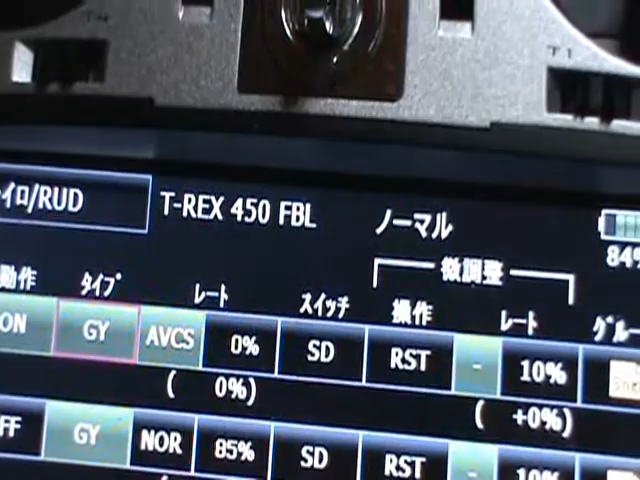 T1
イロ/RUD T-REX 450 FBL ノーマル
84%
微調整
動作 タイプ レート スイッチ 操作 レート グルー
ON GY AVCS 0% SD RST - 10%
( 0%) ( +0%)
FF GY NOR 85% SD RST - 10%